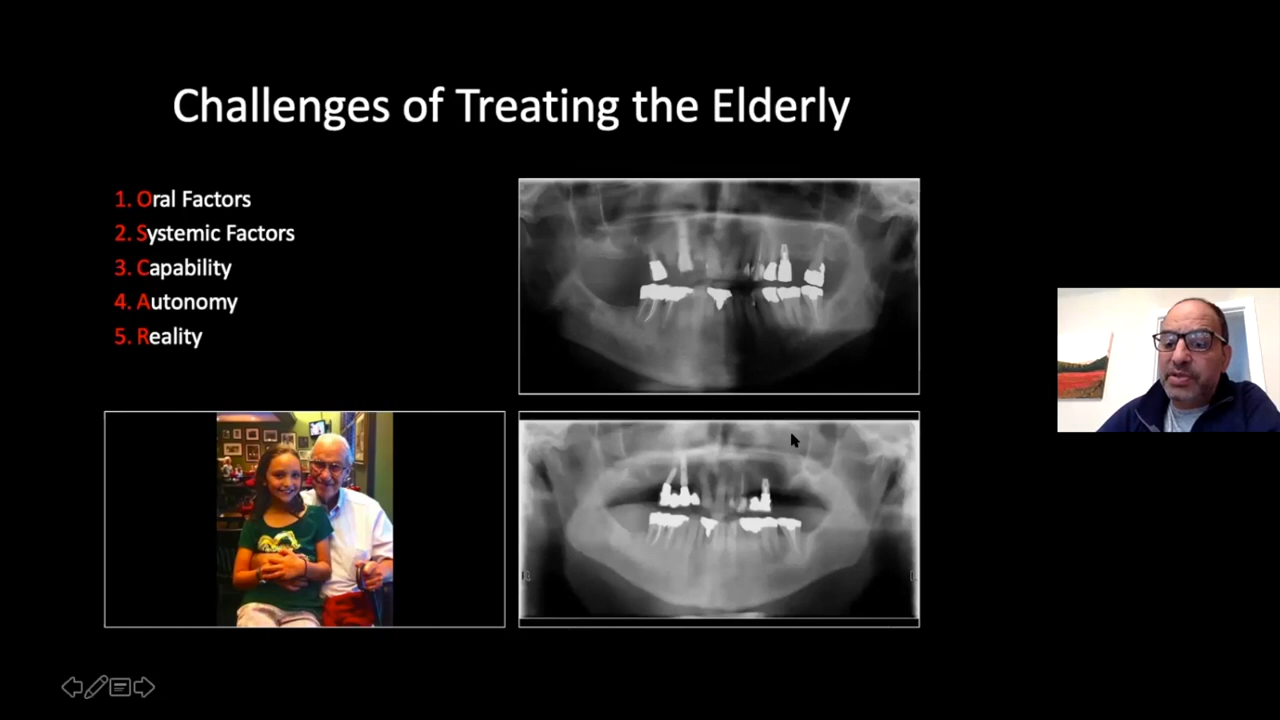 Challenges of Treating the Elderly
1. Oral Factors
2. Systemic Factors
3. Capability
4. Autonomy
5. Reality